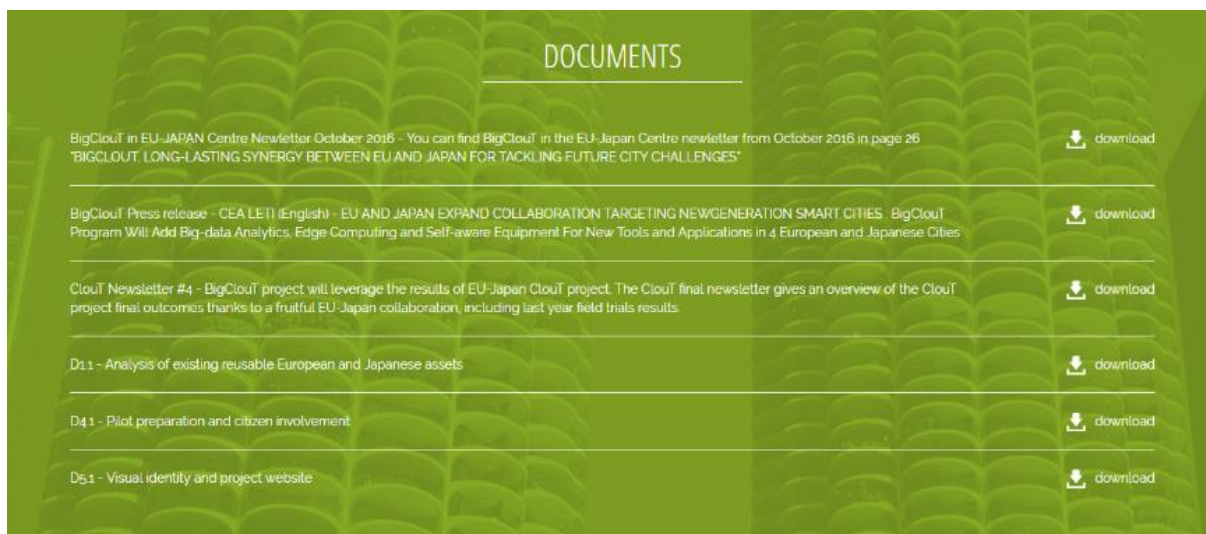 DOCUMENTS
BigClouT in EU-JAPAN Centre Newletter October 2016 - You can find BigClouT in the EU-Japan Centre newletter from October 2016 in page 26
download
"BIGCLOUT, LONG-LASTING SYNERGY BETWEEN EU AND JAPAN FOR TACKLING FUTURE CITY CHALLENGES"
BigClouT Press release - CEA LETI (English) - EU AND JAPAN EXPAND COLLABORATION TARGETING NEWGENERATION SMART CITIES . BigClouT
download
Program Will Add Big-data Analytics, Edge Computing and Self-aware Equipment For New Tools and Applications in 4 European and Japanese Cities
ClouT Newsletter #4 - BigClouT project will leverage the results of EU-Japan ClouT project. The ClouT final newsletter gives an overview of the ClouT
download
project final outcomes thanks to a fruitful EU-Japan collaboration, including last year field trials results.
D1.1 - Analysis of existing reusable European and Japanese assets
download
D4.1 - Pilot preparation and citizen involvement
download
D5.1 - Visual identity and project website
download